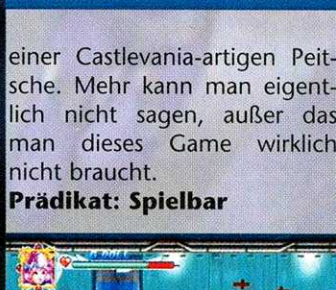 einer Castlevania-artigen Peit-
sche. Mehr kann man eigent-
lich nicht sagen, außer das
man dieses Game wirklich
nicht braucht.
Prädikat: Spielbar